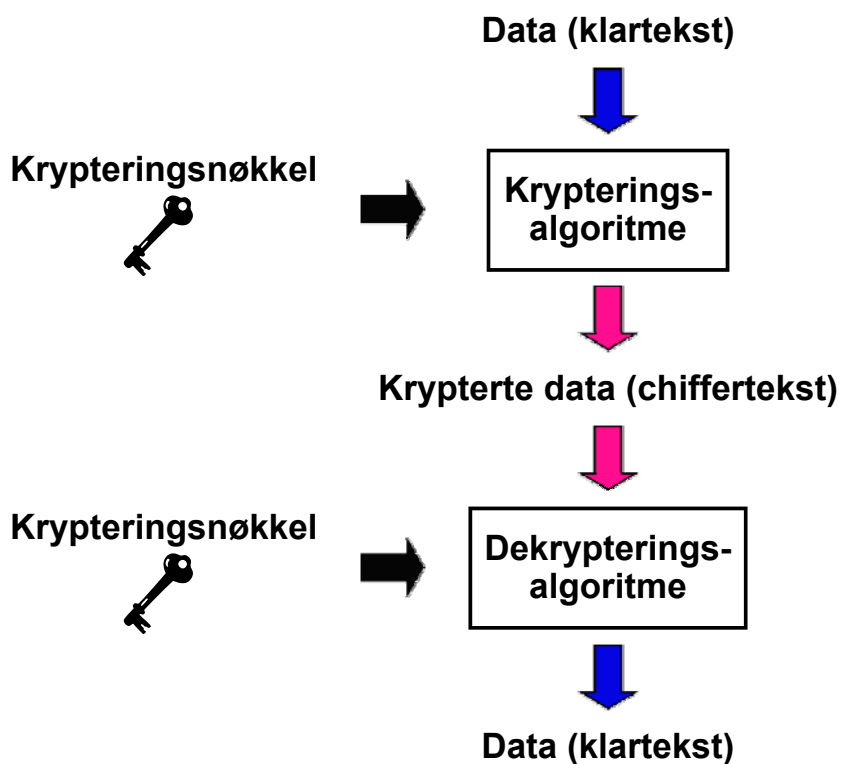 Data (klartekst)
Krypteringsnøkkel
Krypterings-
algoritme
Krypterte data (chiffertekst)
Krypteringsnøkkel
Dekrypterings-
algoritme
Data (klartekst)